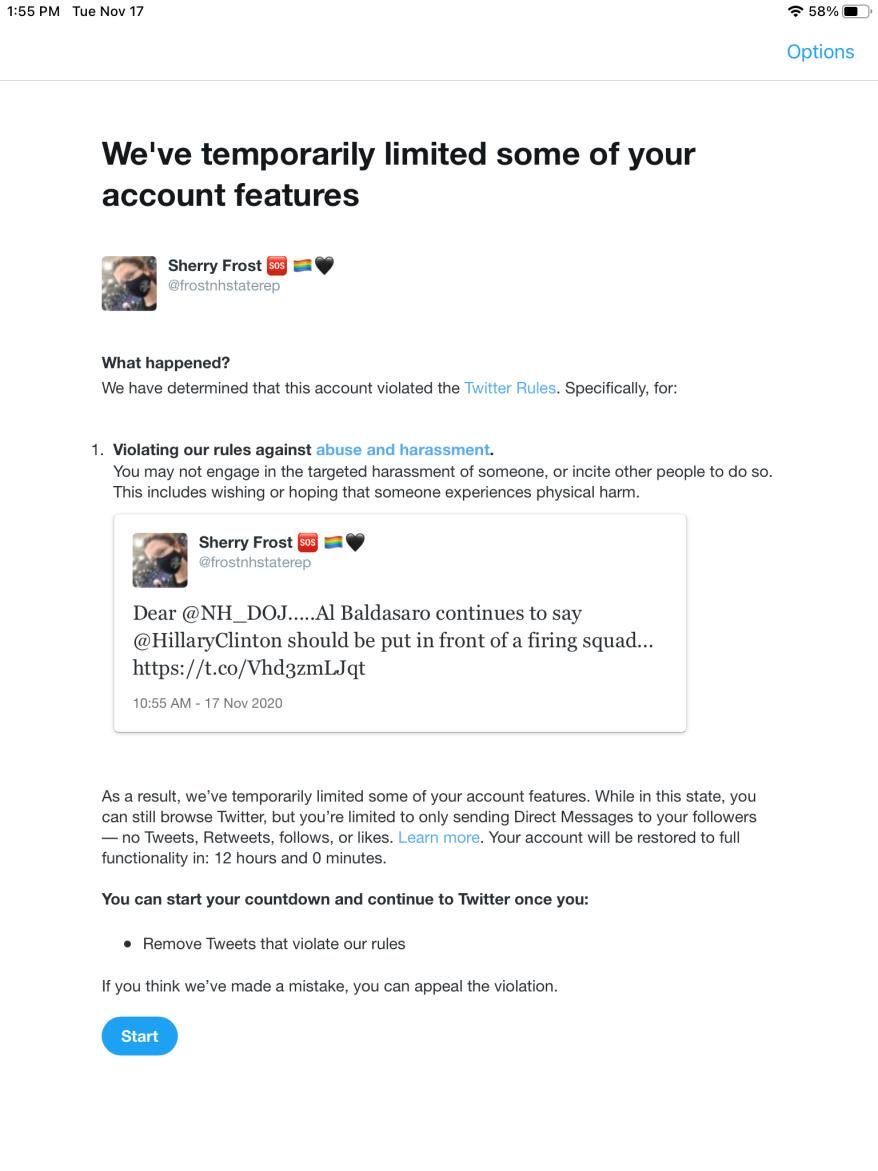 1:55 PM Tue Nov 17 58%
Options
We've temporarily limited some of your
account features
Sherry Frost 🆘 🏳️‍🌈🖤
@frostnhstaterep
What happened?
We have determined that this account violated the Twitter Rules. Specifically, for:
1. Violating our rules against abuse and harassment.
You may not engage in the targeted harassment of someone, or incite other people to do so.
This includes wishing or hoping that someone experiences physical harm.
Sherry Frost 🆘 🏳️‍🌈🖤
@frostnhstaterep
Dear @NH_DOJ.....Al Baldasaro continues to say
@HillaryClinton should be put in front of a firing squad...
https://t.co/Vhd3zmLJqt
10:55 AM - 17 Nov 2020
As a result, we’ve temporarily limited some of your account features. While in this state, you
can still browse Twitter, but you’re limited to only sending Direct Messages to your followers
— no Tweets, Retweets, follows, or likes. Learn more. Your account will be restored to full
functionality in: 12 hours and 0 minutes.
You can start your countdown and continue to Twitter once you:
• Remove Tweets that violate our rules
If you think we’ve made a mistake, you can appeal the violation.
Start